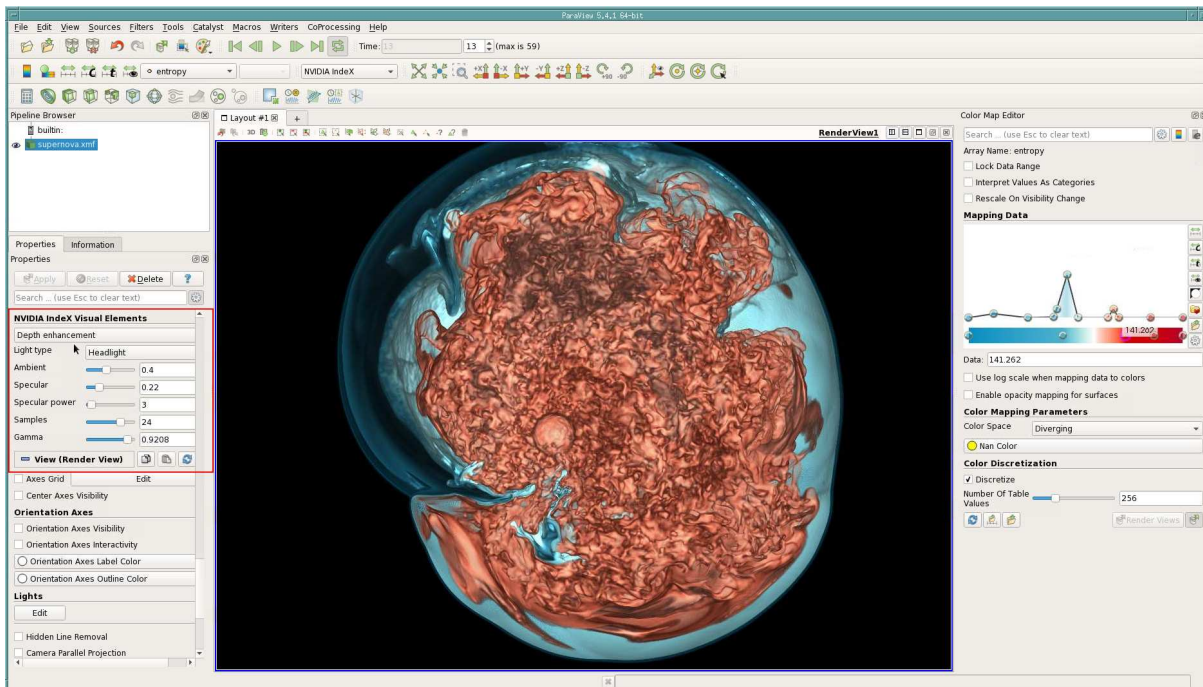 ParaView 5.4.1 64-bit
File Edit View Sources Filters Tools Catalyst Macros Writers CoProcessing Help
Time: 13 13 (max is 59)
entropy NVIDIA IndeX
Pipeline Browser
builtin:
supernova.xmf
Properties Information
Properties
Apply Reset Delete ?
Search ... (use Esc to clear text)
NVIDIA IndeX Visual Elements
Depth enhancement
Light type Headlight
Ambient 0.4
Specular 0.22
Specular power 3
Samples 24
Gamma 0.9208
View (Render View)
Axes Grid Edit
Center Axes Visibility
Orientation Axes
Orientation Axes Visibility
Orientation Axes Interactivity
Orientation Axes Label Color
Orientation Axes Outline Color
Lights
Edit
Hidden Line Removal
Camera Parallel Projection
Layout #1 +
3D RenderView1
Color Map Editor
Search ... (use Esc to clear text)
Array Name: entropy
Lock Data Range
Interpret Values As Categories
Rescale On Visibility Change
Mapping Data
141.262
Data: 141.262
Use log scale when mapping data to colors
Enable opacity mapping for surfaces
Color Mapping Parameters
Color Space Diverging
Nan Color
Color Discretization
Discretize
Number Of Table
Values 256
Render Views